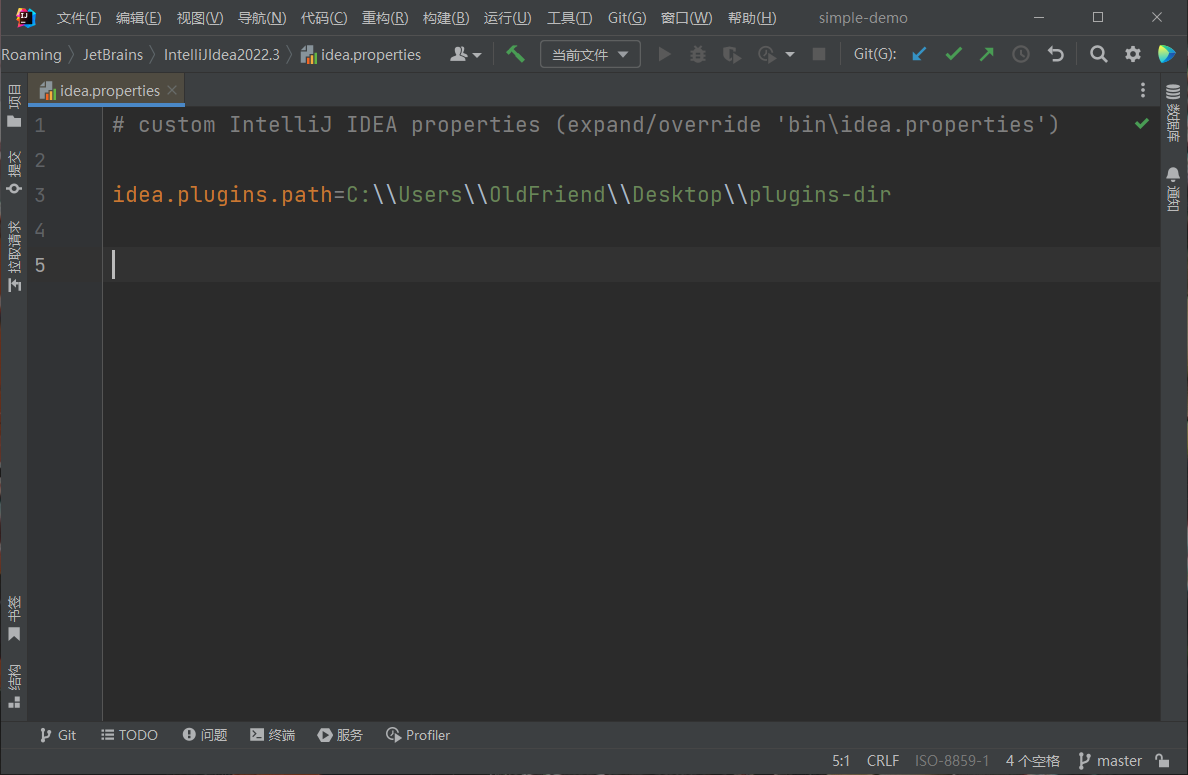 文件(F) 编辑(E) 视图(V) 导航(N) 代码(C) 重构(R) 构建(B) 运行(U) 工具(T) Git(G) 窗口(W) 帮助(H) simple-demo
Roaming JetBrains IntelliJIdea2022.3 idea.properties 当前文件 Git(G):
idea.properties
项目
提交
拉取请求
书签
结构
1 # custom IntelliJ IDEA properties (expand/override 'bin\idea.properties')
2
3 idea.plugins.path=C:\\Users\\OldFriend\\Desktop\\plugins-dir
4
5
数据库
通知
Git TODO 问题 终端 服务 Profiler
5:1 CRLF ISO-8859-1 4 个空格 master